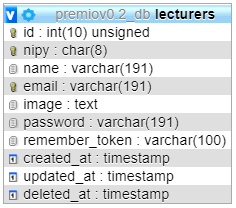 premiov0.2_db lecturers
id : int(10) unsigned
nipy : char(8)
name : varchar(191)
email : varchar(191)
image : text
password : varchar(191)
remember_token : varchar(100)
created_at : timestamp
updated_at : timestamp
deleted_at : timestamp